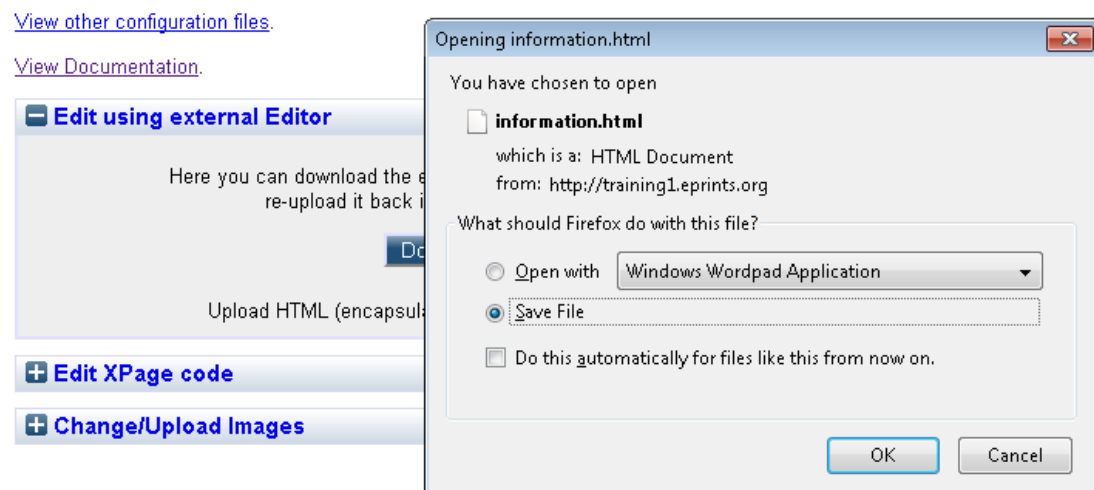 View other configuration files.
View Documentation.
Edit using external Editor
Here you can download the
re-upload it back
Upload HTML
Edit XPage code
Change/Upload Images
Opening information.html
You have chosen to open
information.html
which is a: HTML Document
from: http://training1.eprints.org
What should Firefox do with this file?
Open with Windows Wordpad Application
Save File
Do this automatically for files like this from now on.
OK Cancel